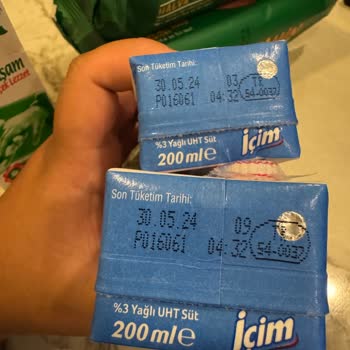 Son Tüketim Tarihi:
30.05.24 03
P016061 04:32 54-0037
%3 Yağlı UHT Süt
200 ml e
İçim
Son Tüketim Tarihi:
30.05.24 09
P016061 04:32 54-0037
%3 Yağlı UHT Süt
200 ml e
İçim